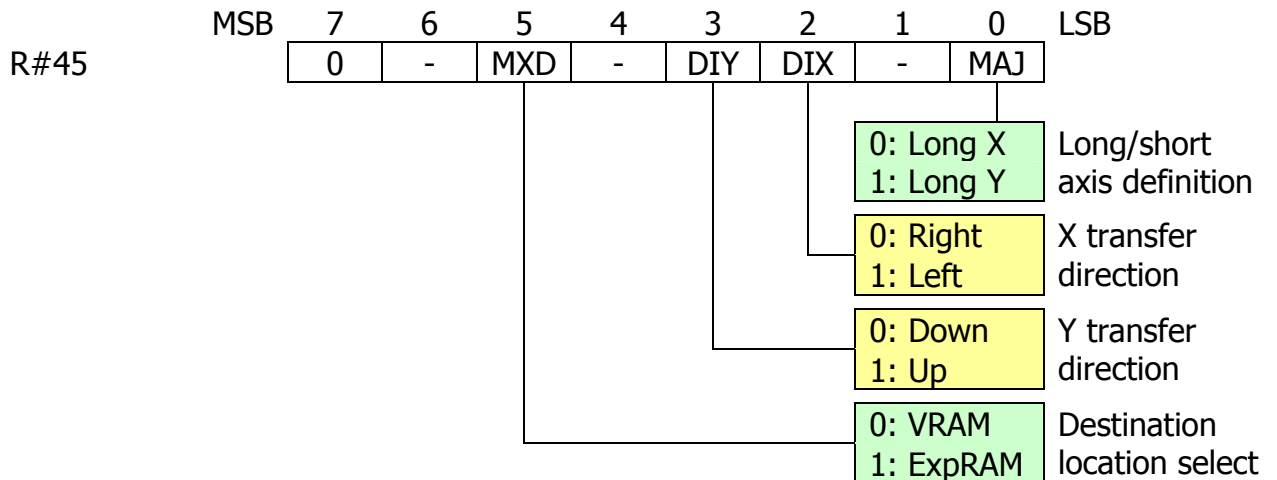 MSB 7 6 5 4 3 2 1 0 LSB
R#45 0 - MXD - DIY DIX - MAJ
0: Long X Long/short
1: Long Y axis definition
0: Right X transfer
1: Left direction
0: Down Y transfer
1: Up direction
0: VRAM Destination
1: ExpRAM location select